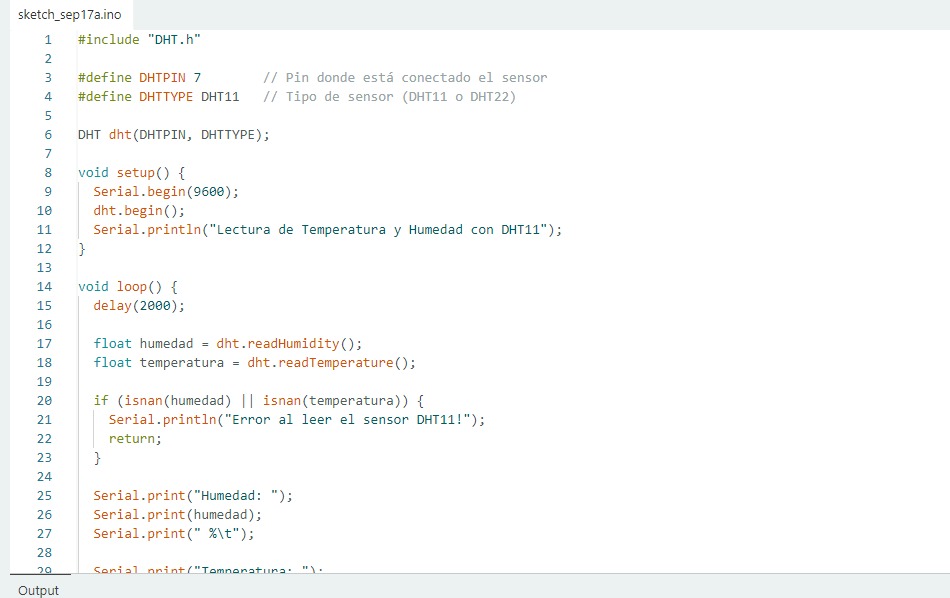 sketch_sep17a.ino
1 #include "DHT.h"
2
3 #define DHTPIN 7        // Pin donde está conectado el sensor
4 #define DHTTYPE DHT11   // Tipo de sensor (DHT11 o DHT22)
5
6 DHT dht(DHTPIN, DHTTYPE);
7
8 void setup() {
9   Serial.begin(9600);
10   dht.begin();
11   Serial.println("Lectura de Temperatura y Humedad con DHT11");
12 }
13
14 void loop() {
15   delay(2000);
16
17   float humedad = dht.readHumidity();
18   float temperatura = dht.readTemperature();
19
20   if (isnan(humedad) || isnan(temperatura)) {
21     Serial.println("Error al leer el sensor DHT11!");
22     return;
23   }
24
25   Serial.print("Humedad: ");
26   Serial.print(humedad);
27   Serial.print(" %\t");
28
29   Serial.print("Temperatura: ");
Output